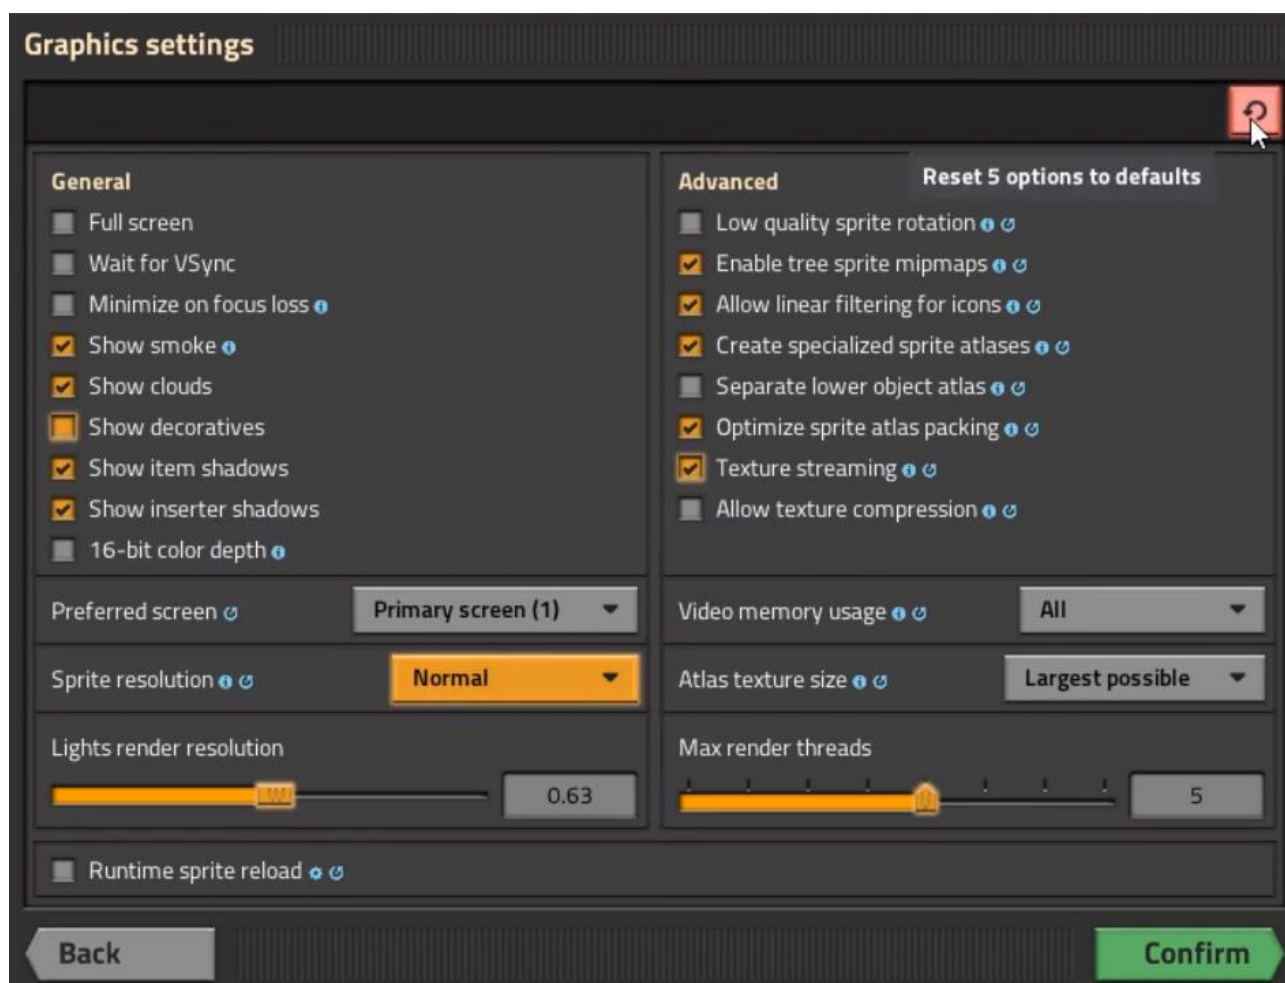 Graphics settings
Reset 5 options to defaults
General
Full screen
Wait for VSync
Minimize on focus loss
Show smoke
Show clouds
Show decoratives
Show item shadows
Show inserter shadows
16-bit color depth
Preferred screen Primary screen (1)
Sprite resolution Normal
Lights render resolution
0.63
Advanced
Low quality sprite rotation
Enable tree sprite mipmaps
Allow linear filtering for icons
Create specialized sprite atlases
Separate lower object atlas
Optimize sprite atlas packing
Texture streaming
Allow texture compression
Video memory usage All
Atlas texture size Largest possible
Max render threads
5
Runtime sprite reload
Back
Confirm